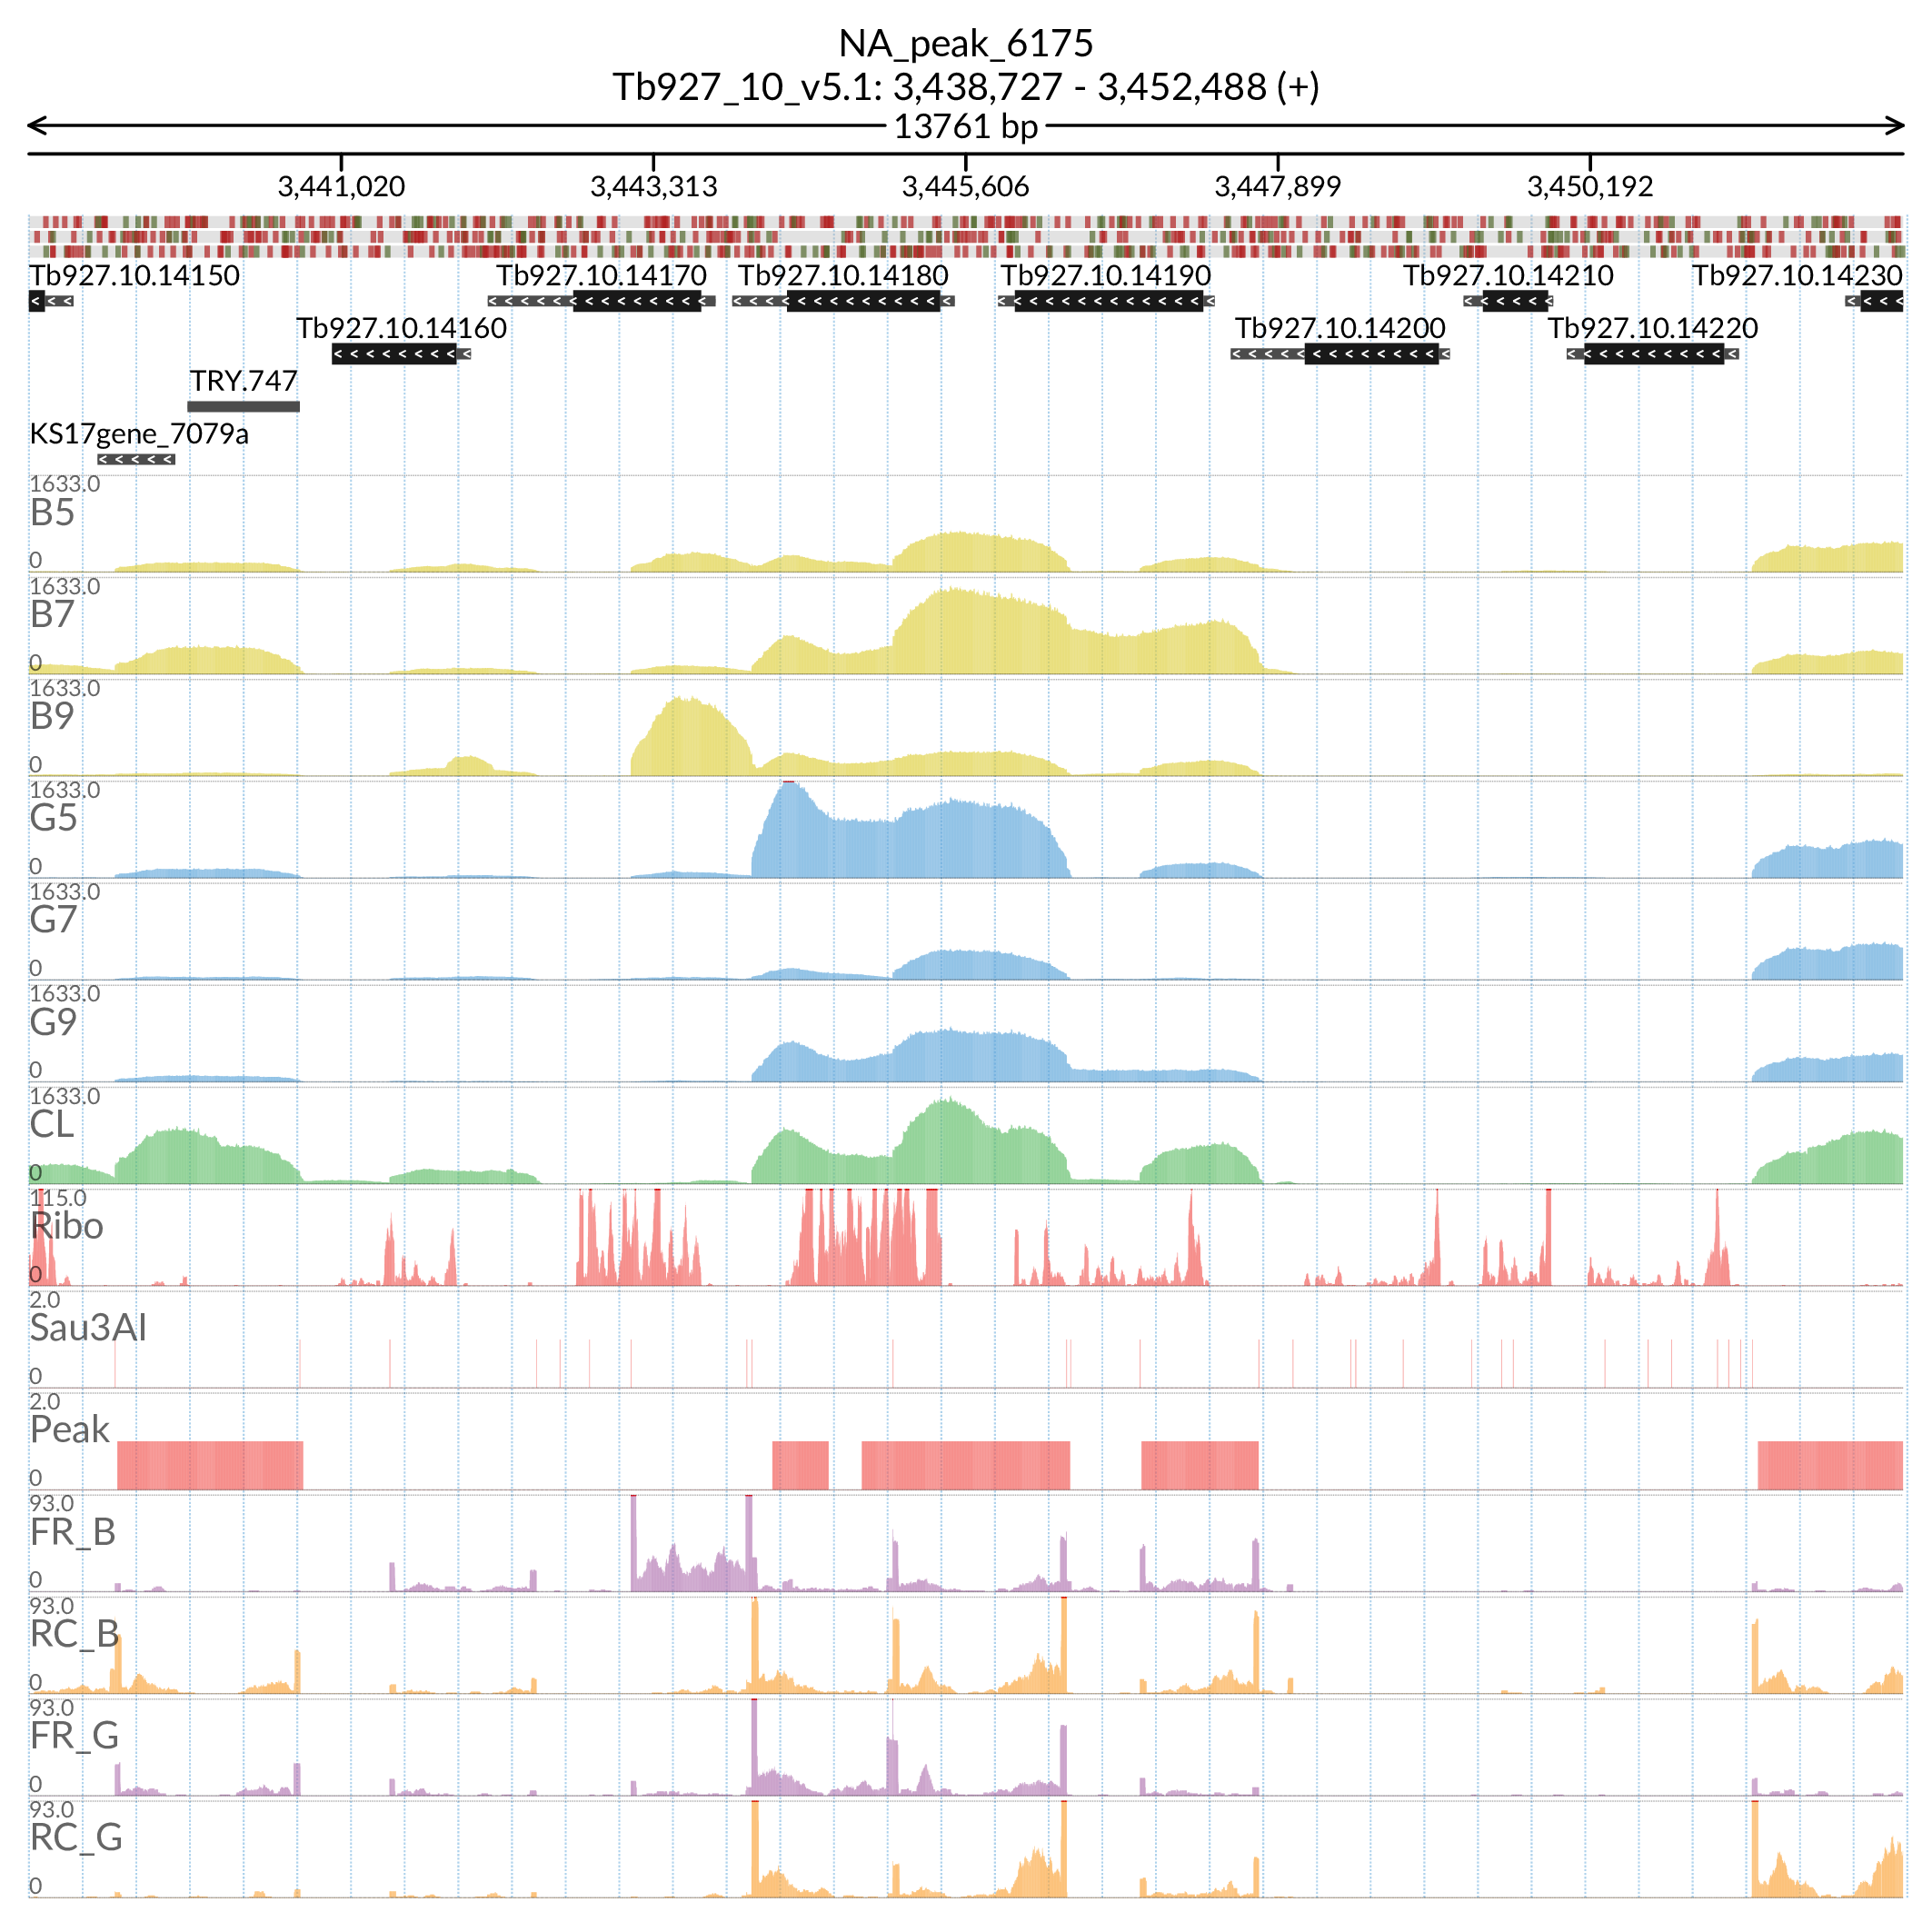 NA_peak_6175
Tb927_10_v5.1: 3,438,727 - 3,452,488 (+)
13761 bp
3,441,020 3,443,313 3,445,606 3,447,899 3,450,192
Tb927.10.14150 Tb927.10.14170 Tb927.10.14180 Tb927.10.14190 Tb927.10.14210 Tb927.10.14230
Tb927.10.14160 Tb927.10.14200 Tb927.10.14220
TRY.747
KS17gene_7079a
1633.0
B5
0
1633.0
B7
0
1633.0
B9
0
1633.0
G5
0
1633.0
G7
0
1633.0
G9
0
1633.0
CL
0
115.0
Ribo
0
2.0
Sau3AI
0
2.0
Peak
0
93.0
FR_B
0
93.0
RC_B
0
93.0
FR_G
0
93.0
RC_G
0